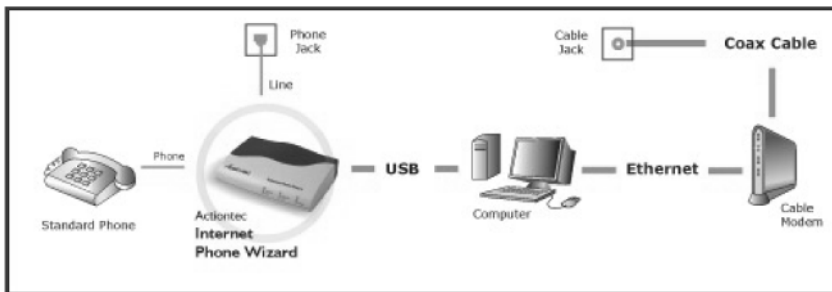 Phone
Jack
Cable
Jack
Coax Cable
Line
Phone
USB
Ethernet
Standard Phone
Actiontec
Internet
Phone Wizard
Computer
Cable
Modem